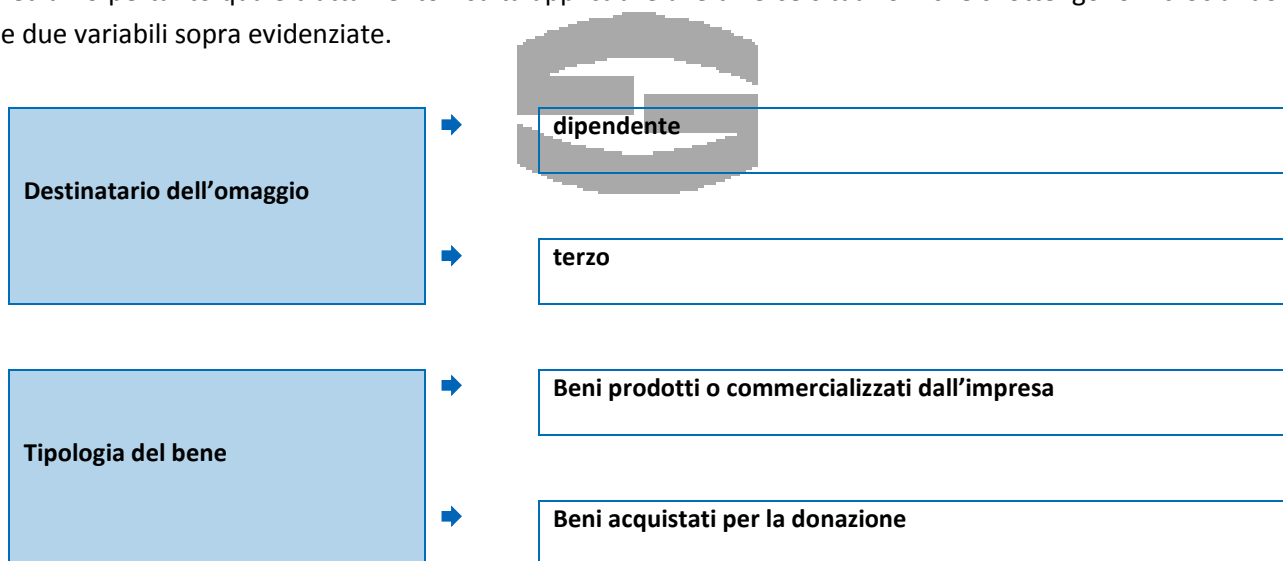 e due variabili sopra evidenziate.
dipendente
Destinatario dell’omaggio
terzo
Beni prodotti o commercializzati dall’impresa
Tipologia del bene
Beni acquistati per la donazione